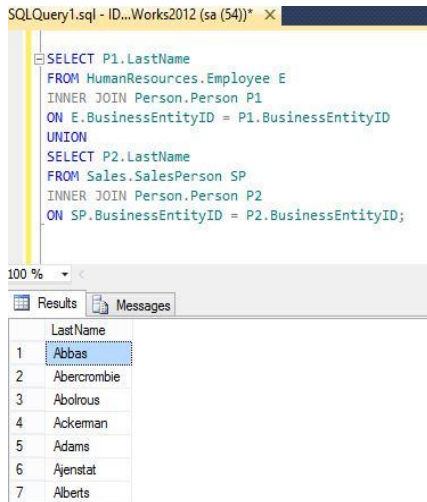 SQLQuery1.sql - ID...Works2012 (sa (54))* ×
SELECT P1.LastName
FROM HumanResources.Employee E
INNER JOIN Person.Person P1
ON E.BusinessEntityID = P1.BusinessEntityID
UNION
SELECT P2.LastName
FROM Sales.SalesPerson SP
INNER JOIN Person.Person P2
ON SP.BusinessEntityID = P2.BusinessEntityID;
100 %
Results Messages
LastName
1 Abbas
2 Abercrombie
3 Abolrous
4 Ackerman
5 Adams
6 Ajenstat
7 Alberts